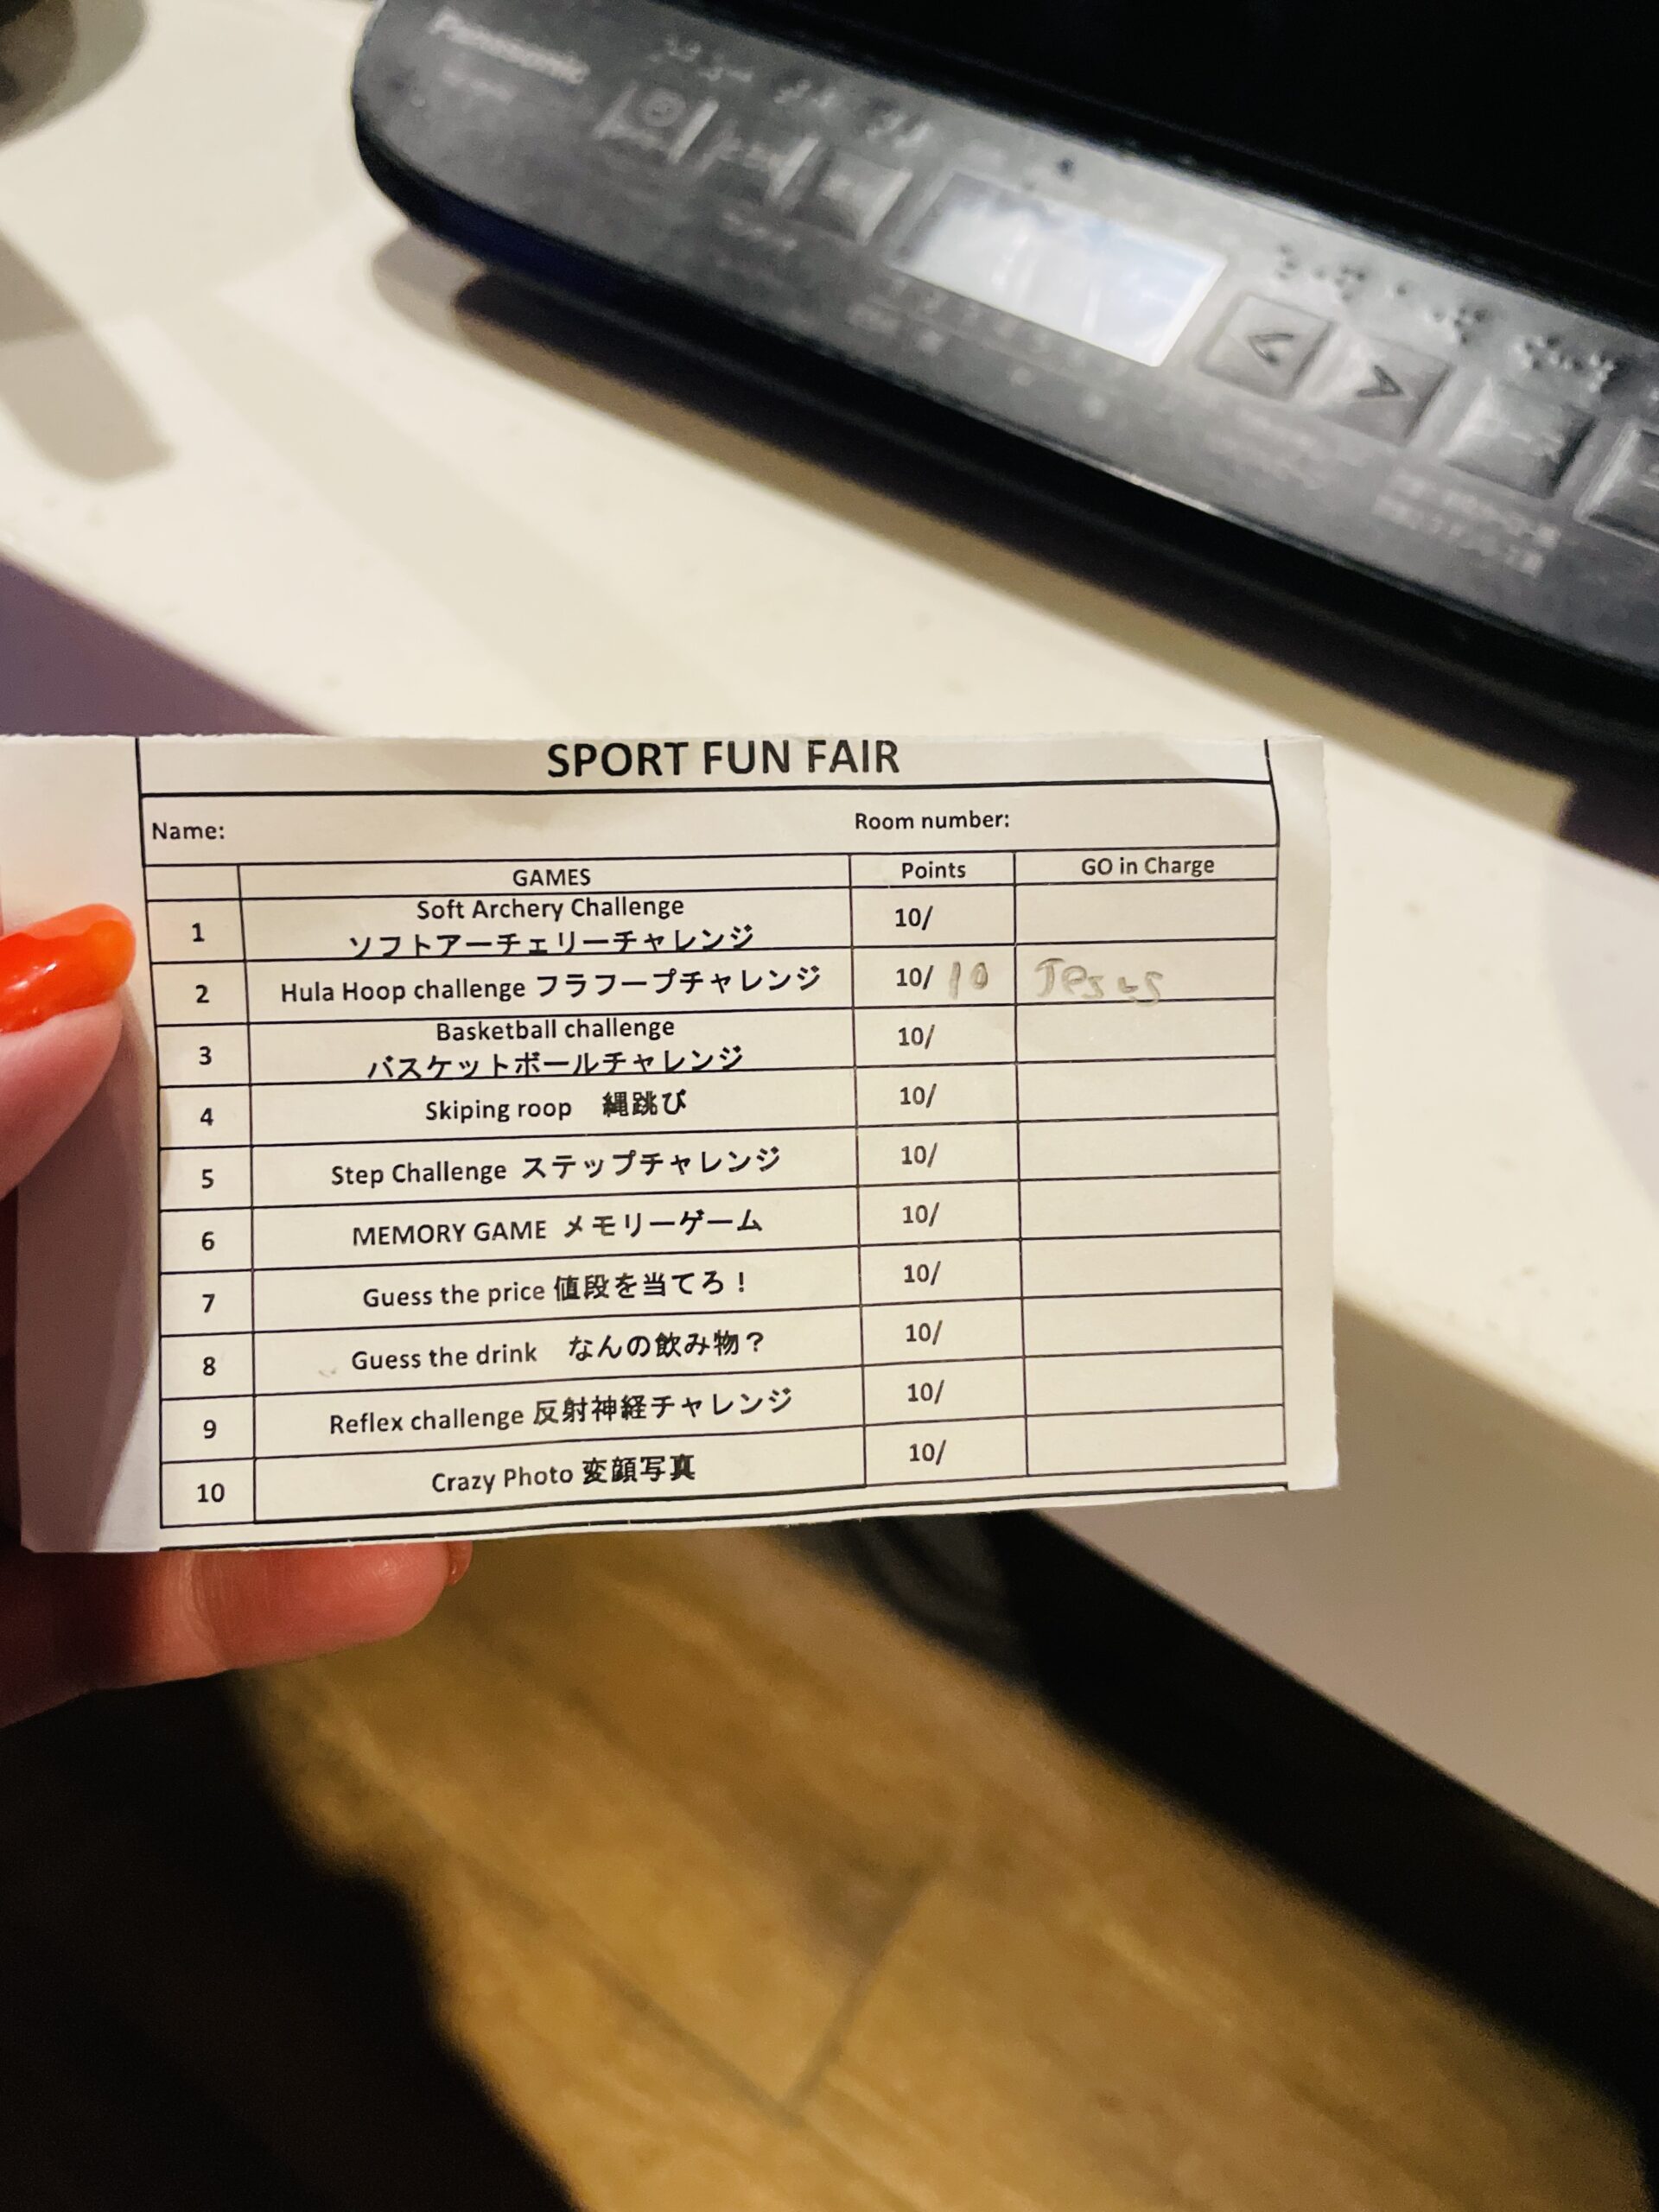 Panasonic
SPORT FUN FAIR
Name: Room number:
GAMES Points GO in Charge
1 Soft Archery Challenge 10/
ソフトアーチェリーチャレンジ
2 Hula Hoop challenge フラフープチャレンジ 10/ 10 Jesus
3 Basketball challenge 10/
バスケットボールチャレンジ
4 Skiping roop 縄跳び 10/
5 Step Challenge ステップチャレンジ 10/
6 MEMORY GAME メモリーゲーム 10/
7 Guess the price 値段を当てろ！ 10/
8 Guess the drink なんの飲み物？ 10/
9 Reflex challenge 反射神経チャレンジ 10/
10 Crazy Photo 変顔写真 10/